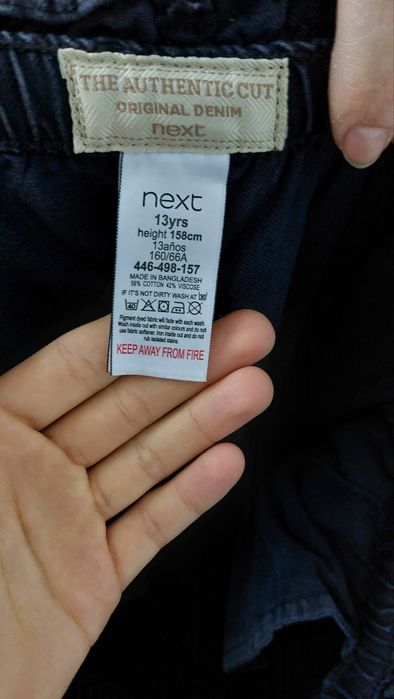 THE AUTHENTIC CUT
ORIGINAL DENIM
next
next
13yrs
height 158cm
13años
160/66A
446-498-157
MADE IN BANGLADESH
58% COTTON 42% VISCOSE
IF IT'S NOT DIRTY WASH AT 30
40
Pigment dyed fabric will fade with each wash.
Wash inside out with similar colours and do not
use fabric softener. Iron inside out and do not
rub isolated stains.
KEEP AWAY FROM FIRE